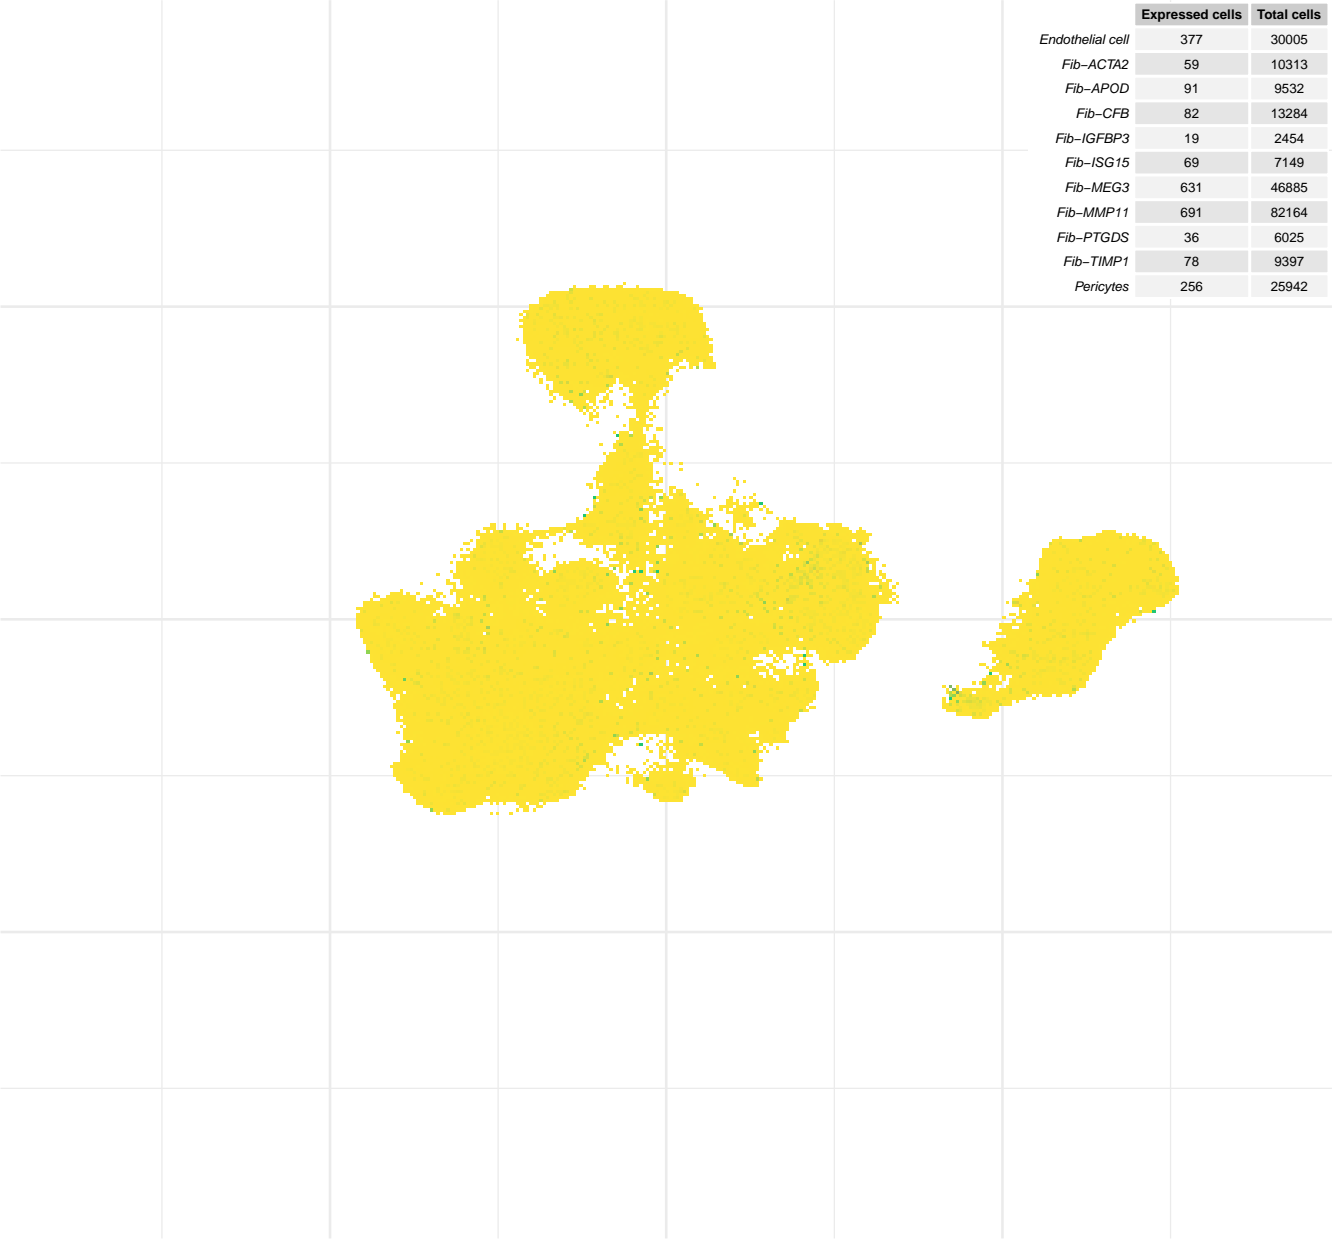 Expressed cells Total cells
Endothelial cell 377 30005
Fib−ACTA2 59 10313
Fib−APOD 91 9532
Fib−CFB 82 13284
Fib−IGFBP3 19 2454
Fib−ISG15 69 7149
Fib−MEG3 631 46885
Fib−MMP11 691 82164
Fib−PTGDS 36 6025
Fib−TIMP1 78 9397
Pericytes 256 25942